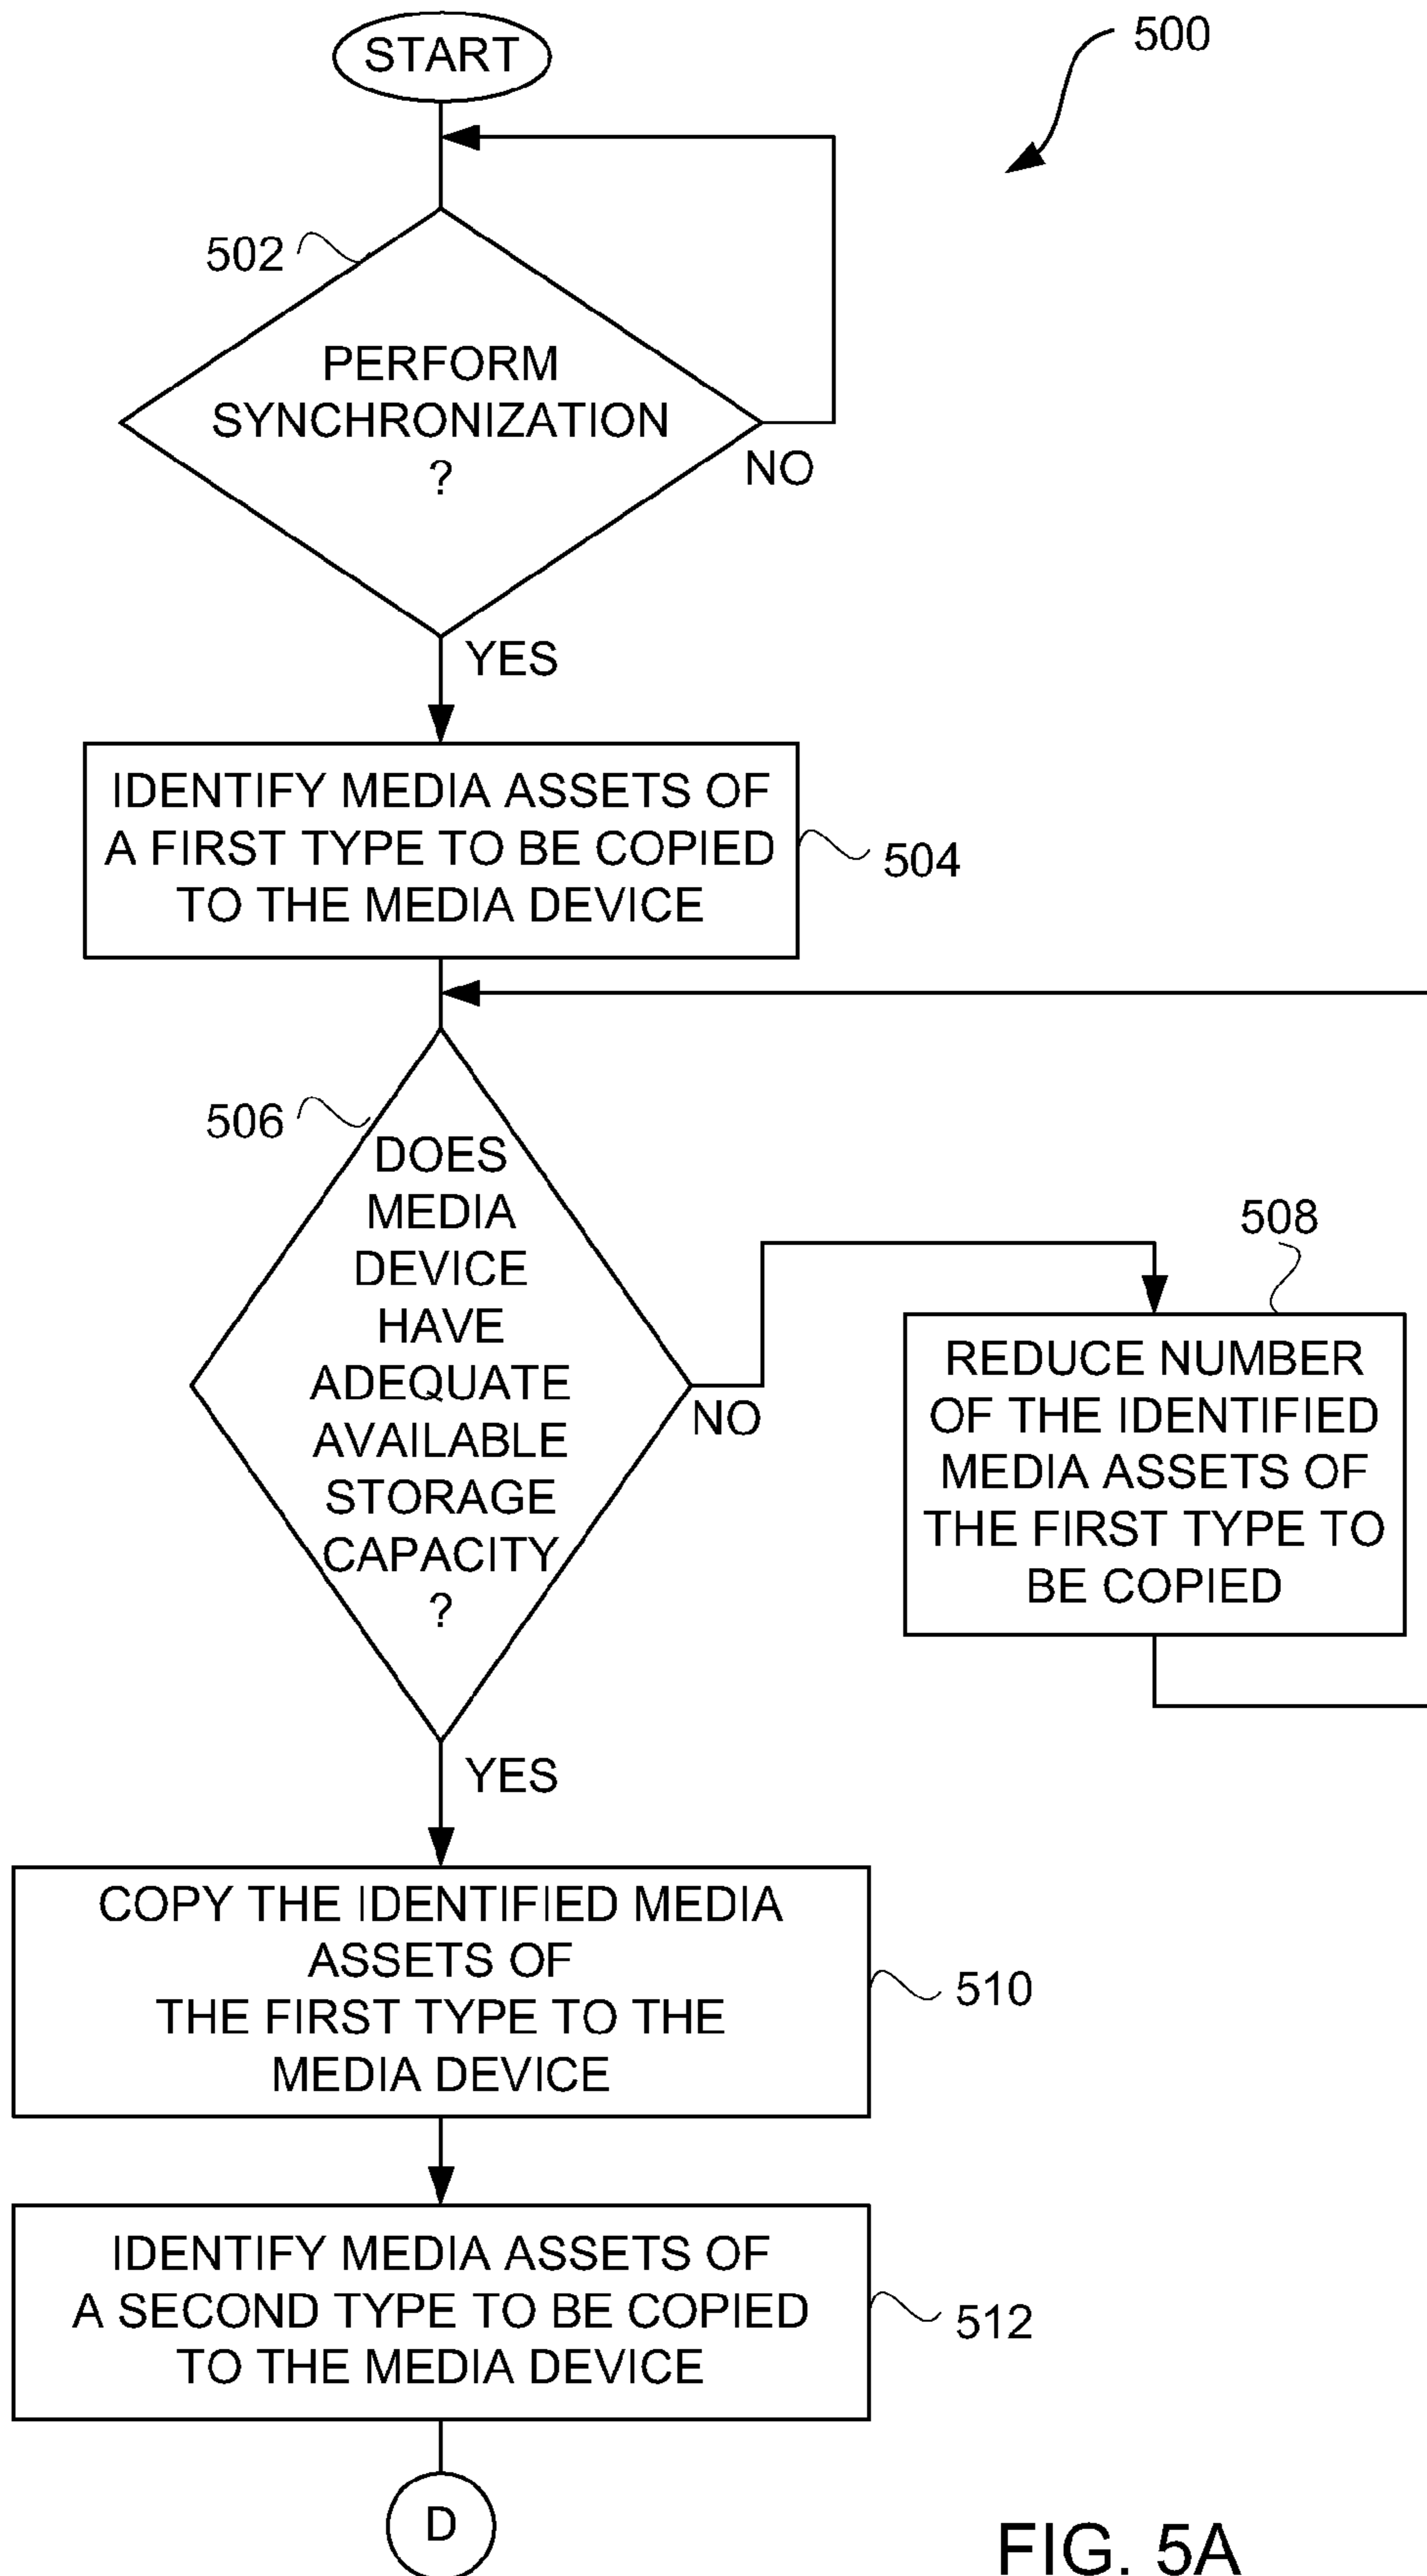 START
500
502
PERFORM
SYNCHRONIZATION
?
NO
YES
IDENTIFY MEDIA ASSETS OF
A FIRST TYPE TO BE COPIED
TO THE MEDIA DEVICE
504
506
DOES
MEDIA
DEVICE
HAVE
ADEQUATE
AVAILABLE
STORAGE
CAPACITY
?
NO
508
REDUCE NUMBER
OF THE IDENTIFIED
MEDIA ASSETS OF
THE FIRST TYPE TO
BE COPIED
YES
COPY THE IDENTIFIED MEDIA
ASSETS OF
THE FIRST TYPE TO THE
MEDIA DEVICE
510
IDENTIFY MEDIA ASSETS OF
A SECOND TYPE TO BE COPIED
TO THE MEDIA DEVICE
512
D
FIG. 5A